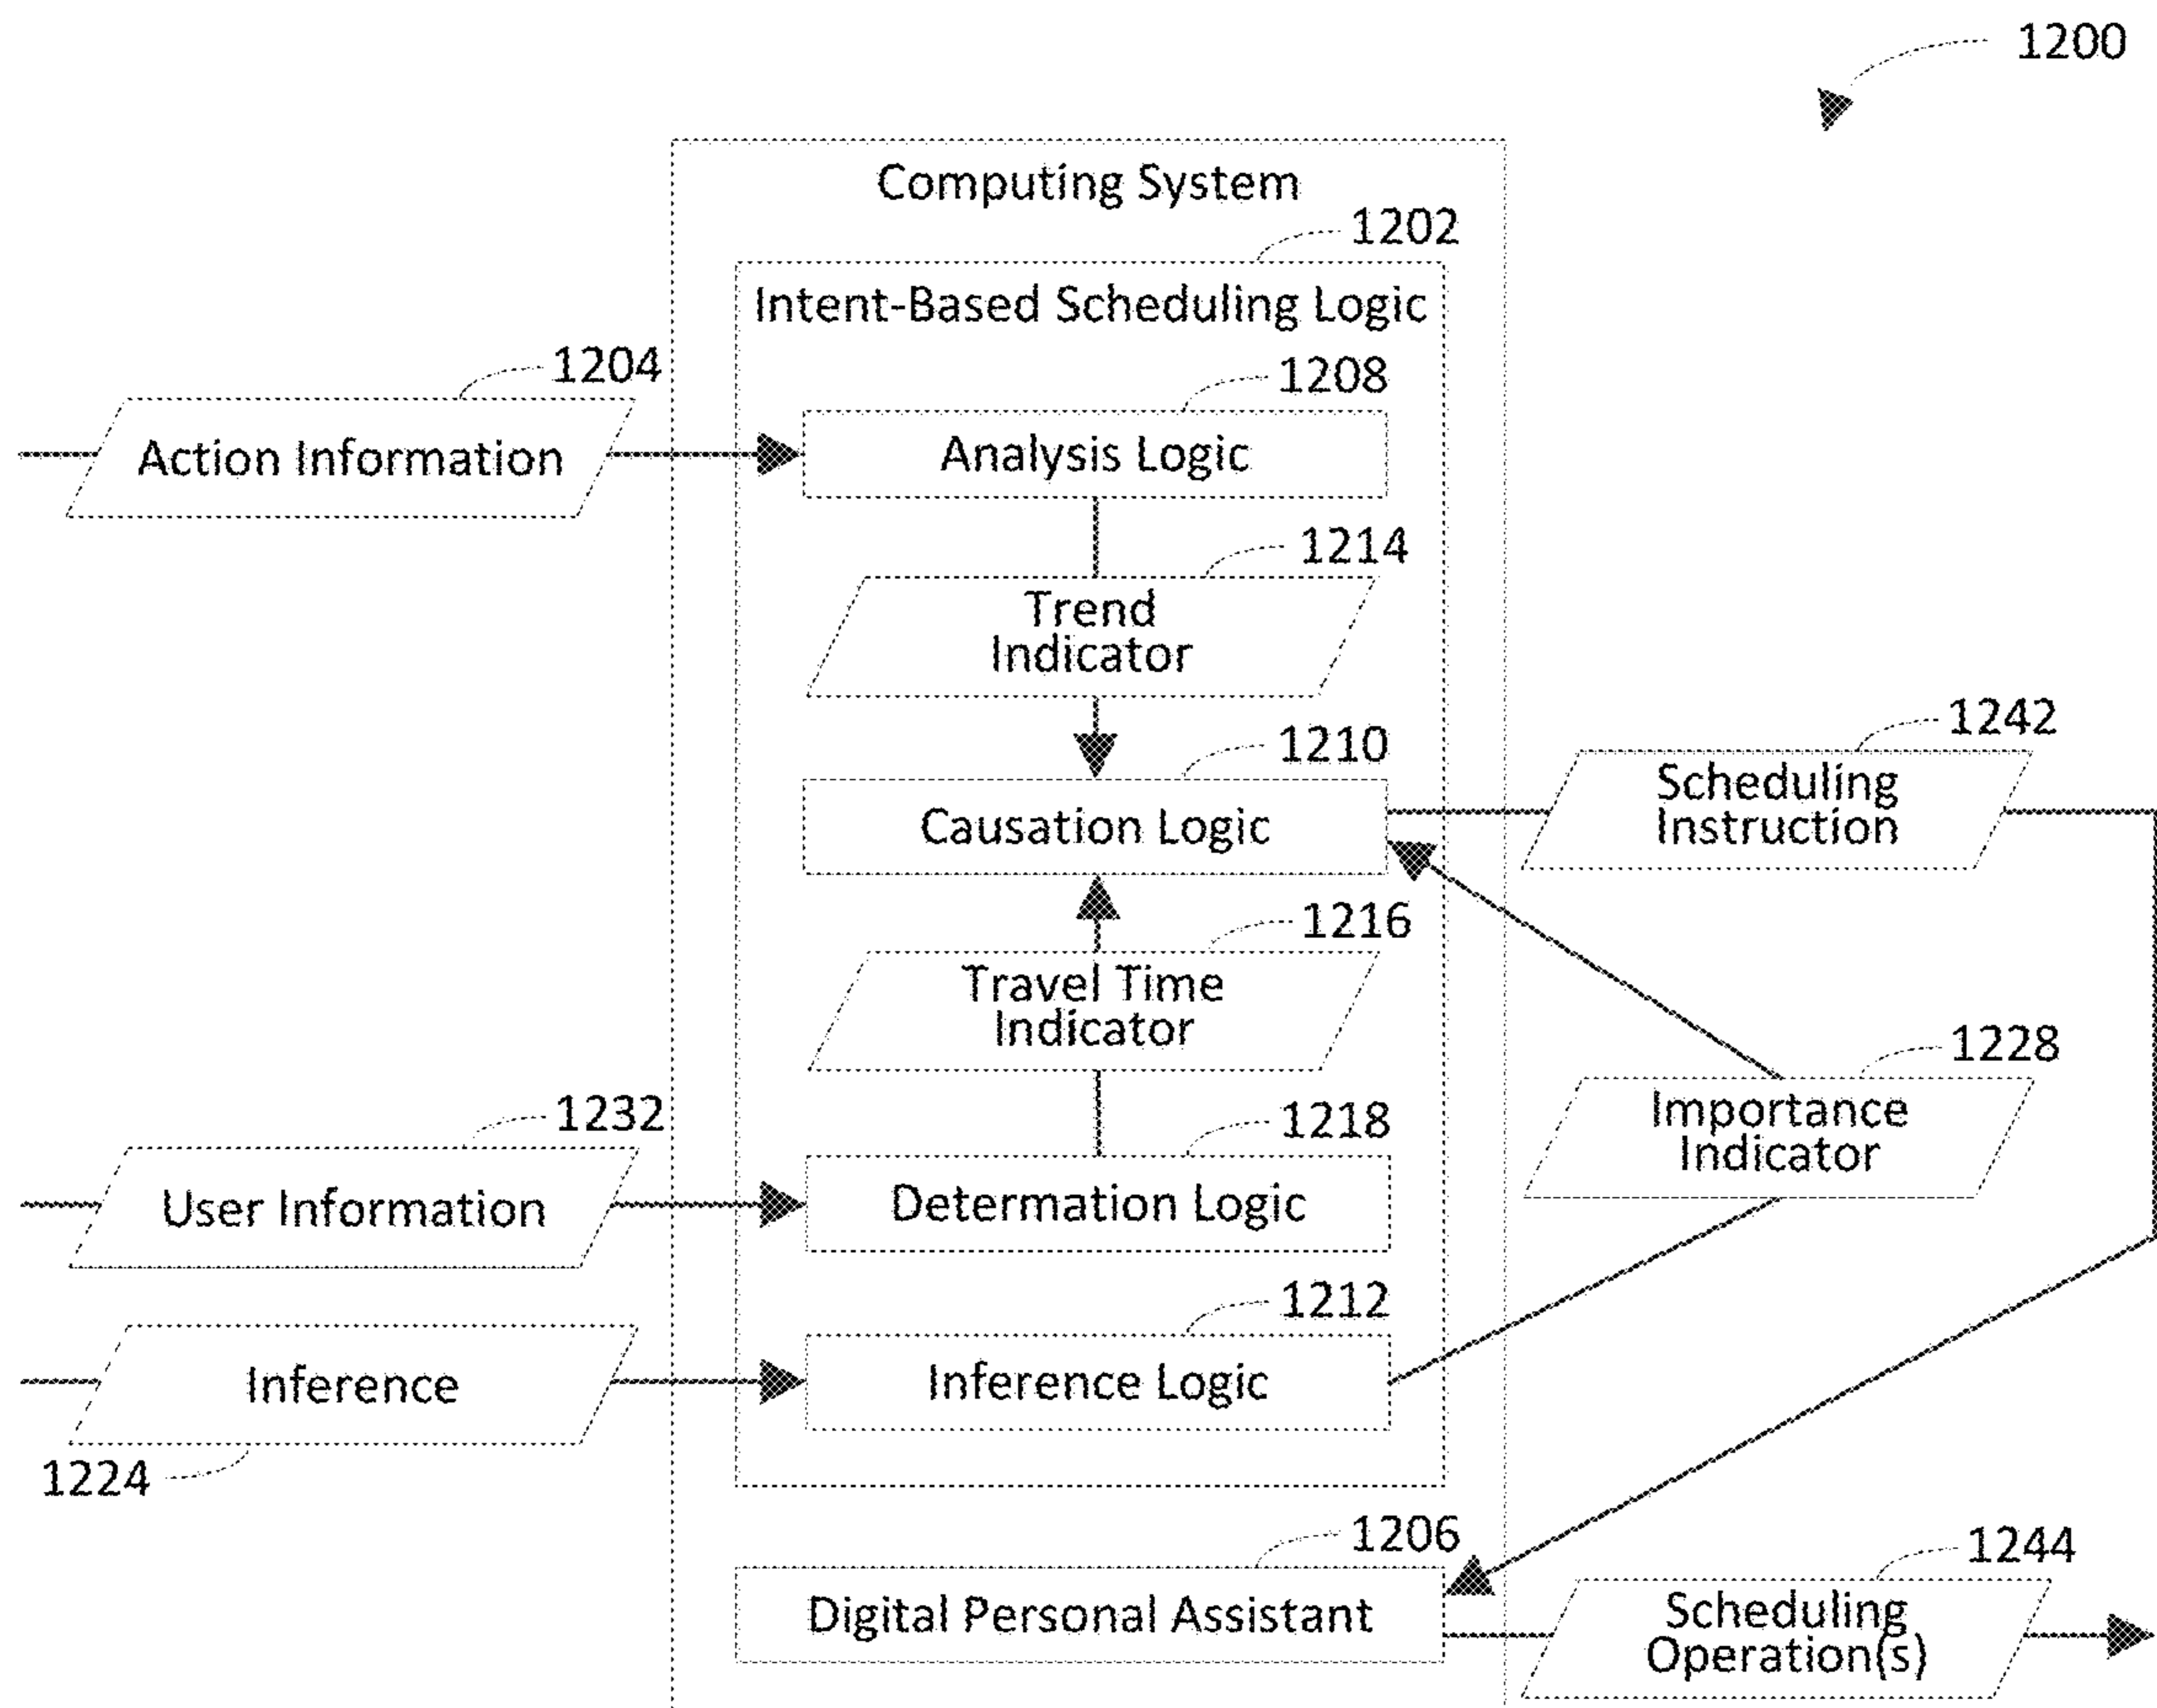 1200
Computing System
1202
Intent-Based Scheduling Logic
1204
1208
Action Information
Analysis Logic
1214
Trend
Indicator
1242
1210
Scheduling
Instruction
Causation Logic
1216
Travel Time
Indicator
1228
1232
1218
Importance
Indicator
User Information
Determation Logic
1212
Inference
Inference Logic
1224
1206
1244
Digital Personal Assistant
Scheduling
Operation(s)